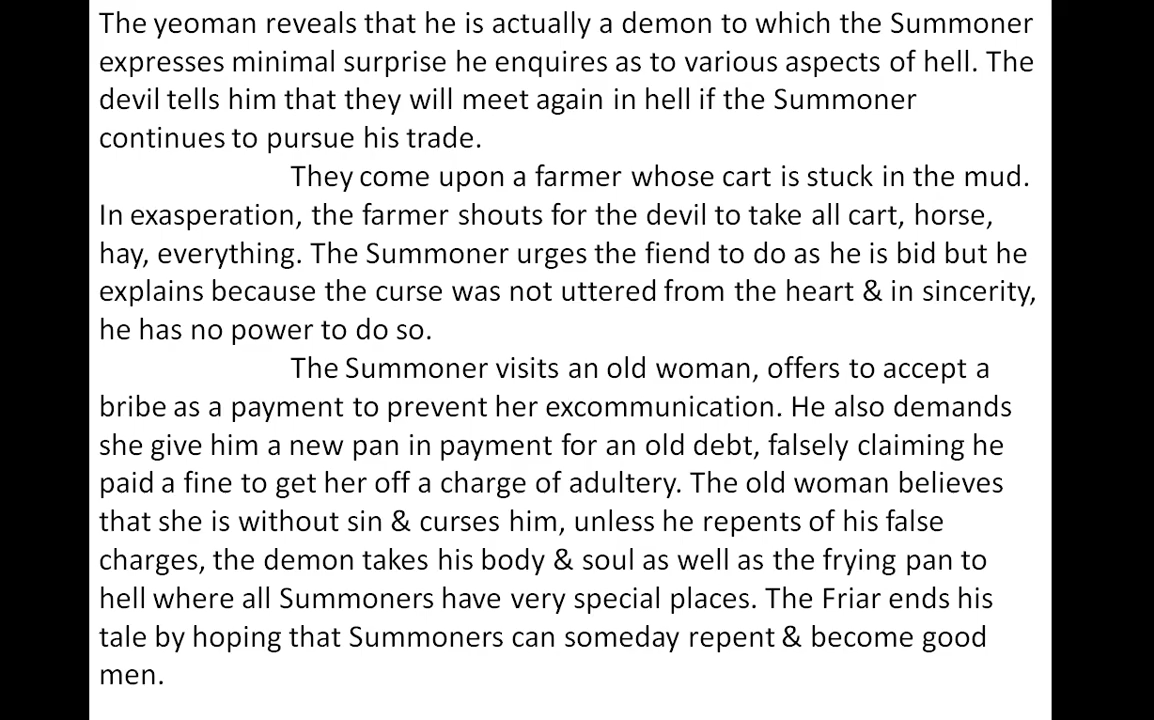 The yeoman reveals that he is actually a demon to which the Summoner
expresses minimal surprise he enquires as to various aspects of hell. The
devil tells him that they will meet again in hell if the Summoner
continues to pursue his trade.
They come upon a farmer whose cart is stuck in the mud.
In exasperation, the farmer shouts for the devil to take all cart, horse,
hay, everything. The Summoner urges the fiend to do as he is bid but he
explains because the curse was not uttered from the heart & in sincerity,
he has no power to do so.
The Summoner visits an old woman, offers to accept a
bribe as a payment to prevent her excommunication. He also demands
she give him a new pan in payment for an old debt, falsely claiming he
paid a fine to get her off a charge of adultery. The old woman believes
that she is without sin & curses him, unless he repents of his false
charges, the demon takes his body & soul as well as the frying pan to
hell where all Summoners have very special places. The Friar ends his
tale by hoping that Summoners can someday repent & become good
men.